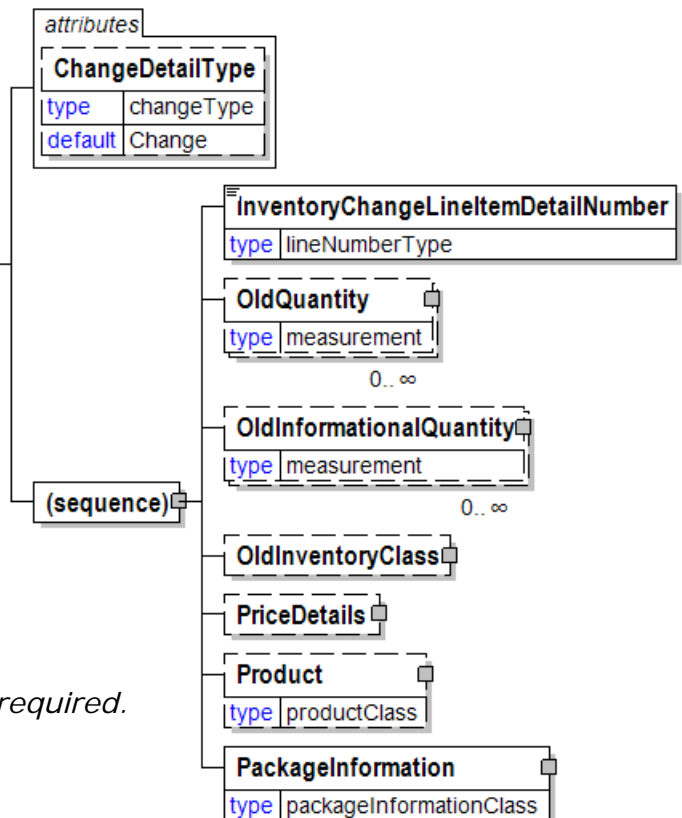 attributes
ChangeDetailType
type changeType
default Change
InventoryChangeLineItemDetailNumber
type lineNumberType
OldQuantity
type measurement
0.. ∞
OldInformationalQuantity
type measurement
0.. ∞
(sequence)
OldInventoryClass
PriceDetails
Product
type productClass
required.
PackageInformation
type packageInformationClass